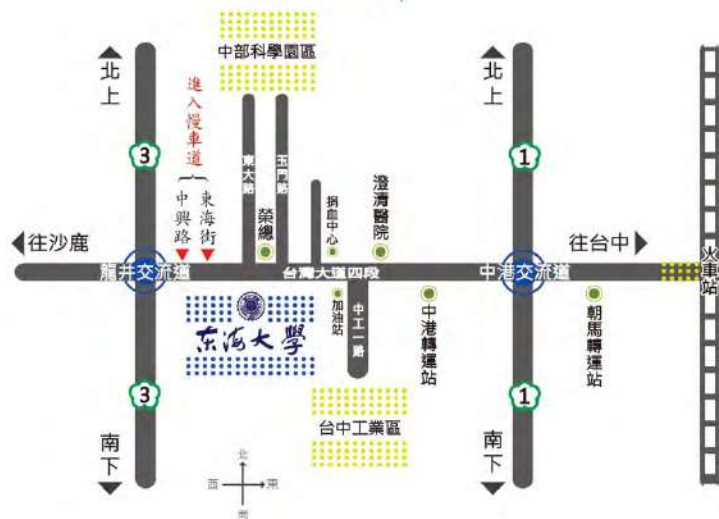 中部科學園區
北上
北上
進入慢車道
3
1
東大路
玉門路
中興路
東海街
榮總
捐血中心
澄清醫院
往沙鹿
往台中
龍井交流道
台灣大道四段
中港交流道
火車站
東海大學
加油站
中工一路
中港轉運站
朝馬轉運站
3
1
台中工業區
南下
南下
北
西
東
南